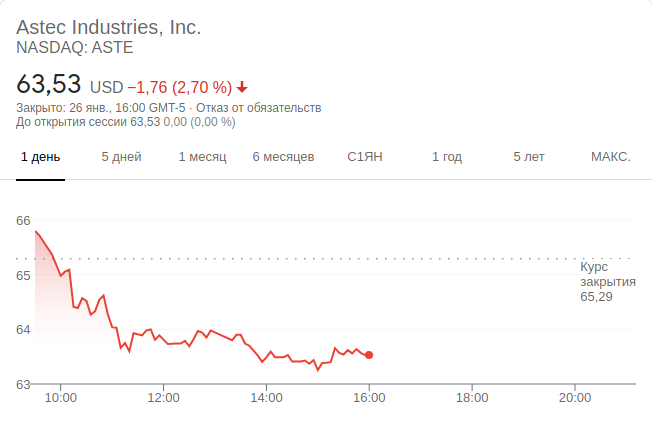 Astec Industries, Inc.
NASDAQ: ASTE
63,53 USD −1,76 (2,70 %)
Закрыто: 26 янв., 16:00 GMT-5 · Отказ от обязательств
До открытия сессии 63,53 0,00 (0,00 %)
1 день 5 дней 1 месяц 6 месяцев С1ЯН 1 год 5 лет МАКС.
66
Курс
закрытия
65,29
65
64
63
10:00 12:00 14:00 16:00 18:00 20:00